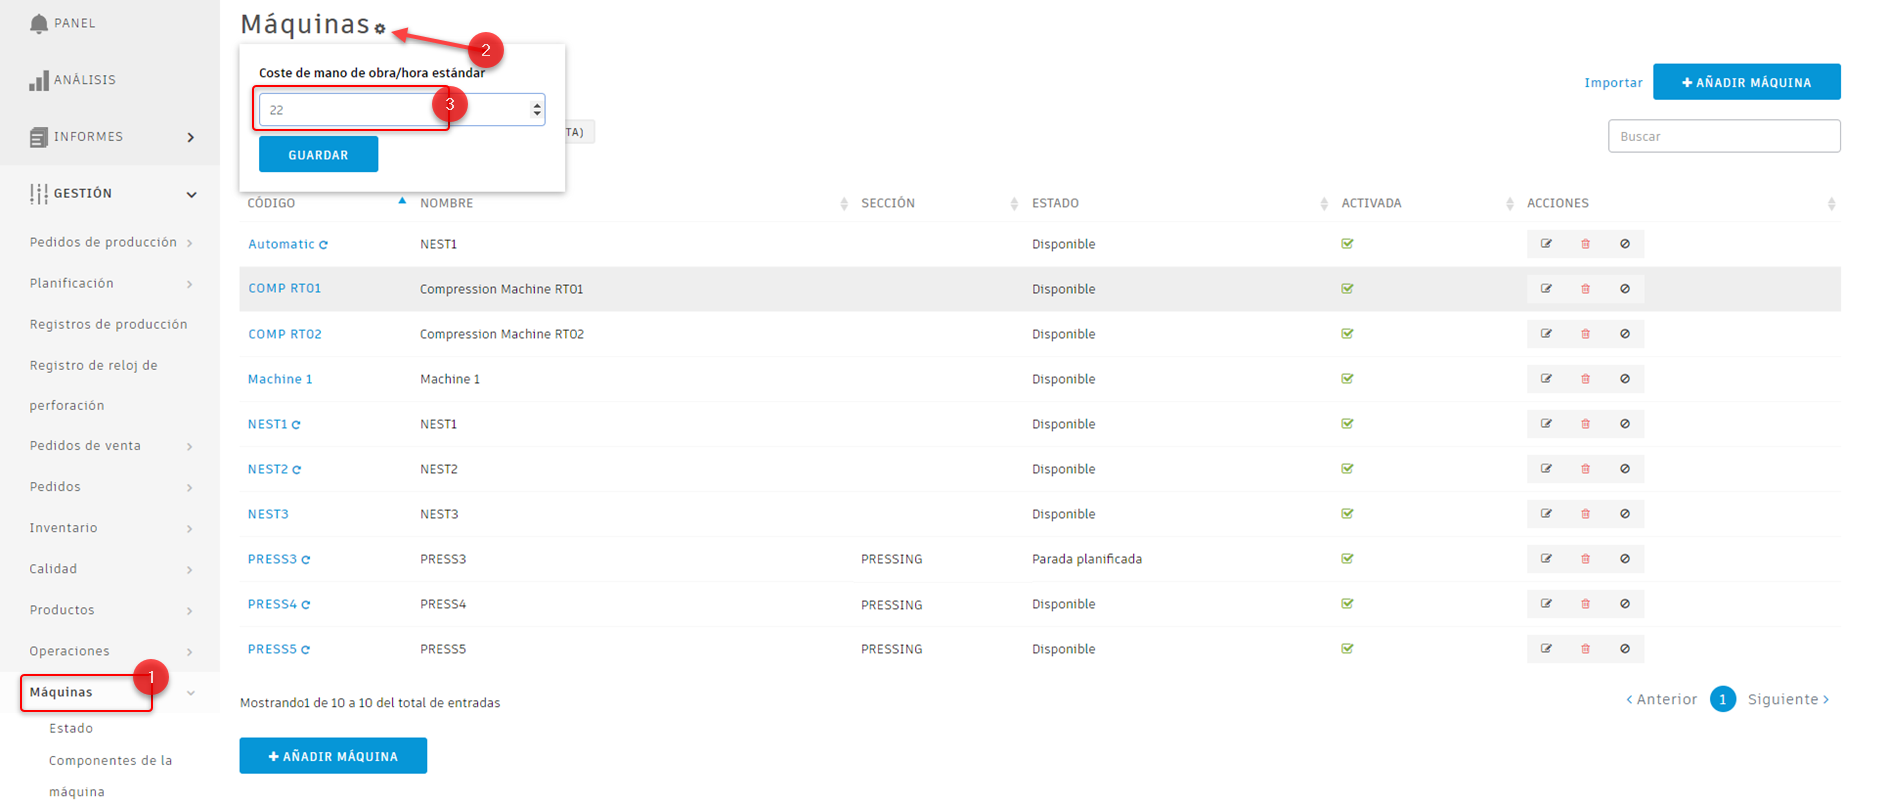 PANEL
ANÁLISIS
INFORMES
GESTIÓN
Pedidos de producción
Planificación
Registros de producción
Registro de reloj de
perforación
Pedidos de venta
Pedidos
Inventario
Calidad
Productos
Operaciones
Máquinas
1
Estado
Componentes de la
máquina
Máquinas
2
Coste de mano de obra/hora estándar
22
3
GUARDAR
TA)
Importar
AÑADIR MÁQUINA
Buscar
CÓDIGO NOMBRE SECCIÓN ESTADO ACTIVADA ACCIONES
Automatic NEST1 Disponible
COMP RT01 Compression Machine RT01 Disponible
COMP RT02 Compression Machine RT02 Disponible
Machine 1 Machine 1 Disponible
NEST1 NEST1 Disponible
NEST2 NEST2 Disponible
NEST3 NEST3 Disponible
PRESS3 PRESS3 PRESSING Parada planificada
PRESS4 PRESS4 PRESSING Disponible
PRESS5 PRESS5 PRESSING Disponible
Mostrando1 de 10 a 10 del total de entradas
Anterior 1 Siguiente
AÑADIR MÁQUINA